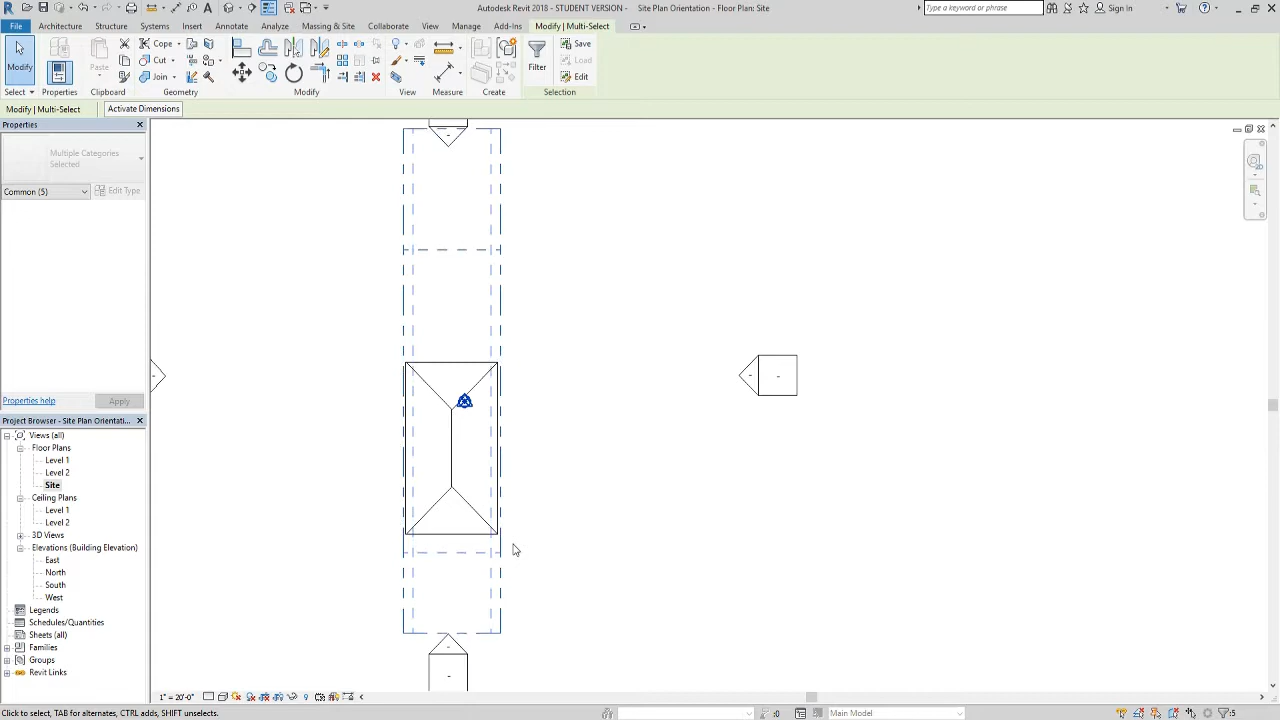 Autodesk Revit 2018 - STUDENT VERSION - Site Plan Orientation - Floor Plan: Site
Type a keyword or phrase
Sign In
File Architecture Structure Systems Insert Annotate Analyze Massing & Site Collaborate View Manage Add-Ins Modify | Multi-Select
Modify
Paste
Cope
Cut
Join
Filter
Save
Load
Edit
Select Properties Clipboard Geometry Modify View Measure Create Selection
Modify | Multi-Select Activate Dimensions
Properties
Multiple Categories
Selected
Common (5) Edit Type
Properties help Apply
Project Browser - Site Plan Orientati...
Views (all)
Floor Plans
Level 1
Level 2
Site
Ceiling Plans
Level 1
Level 2
3D Views
Elevations (Building Elevation)
East
North
South
West
Legends
Schedules/Quantities
Sheets (all)
Families
Groups
Revit Links
1" = 20'-0"
Click to select, TAB for alternates, CTRL adds, SHIFT unselects.
:0
Main Model
:5